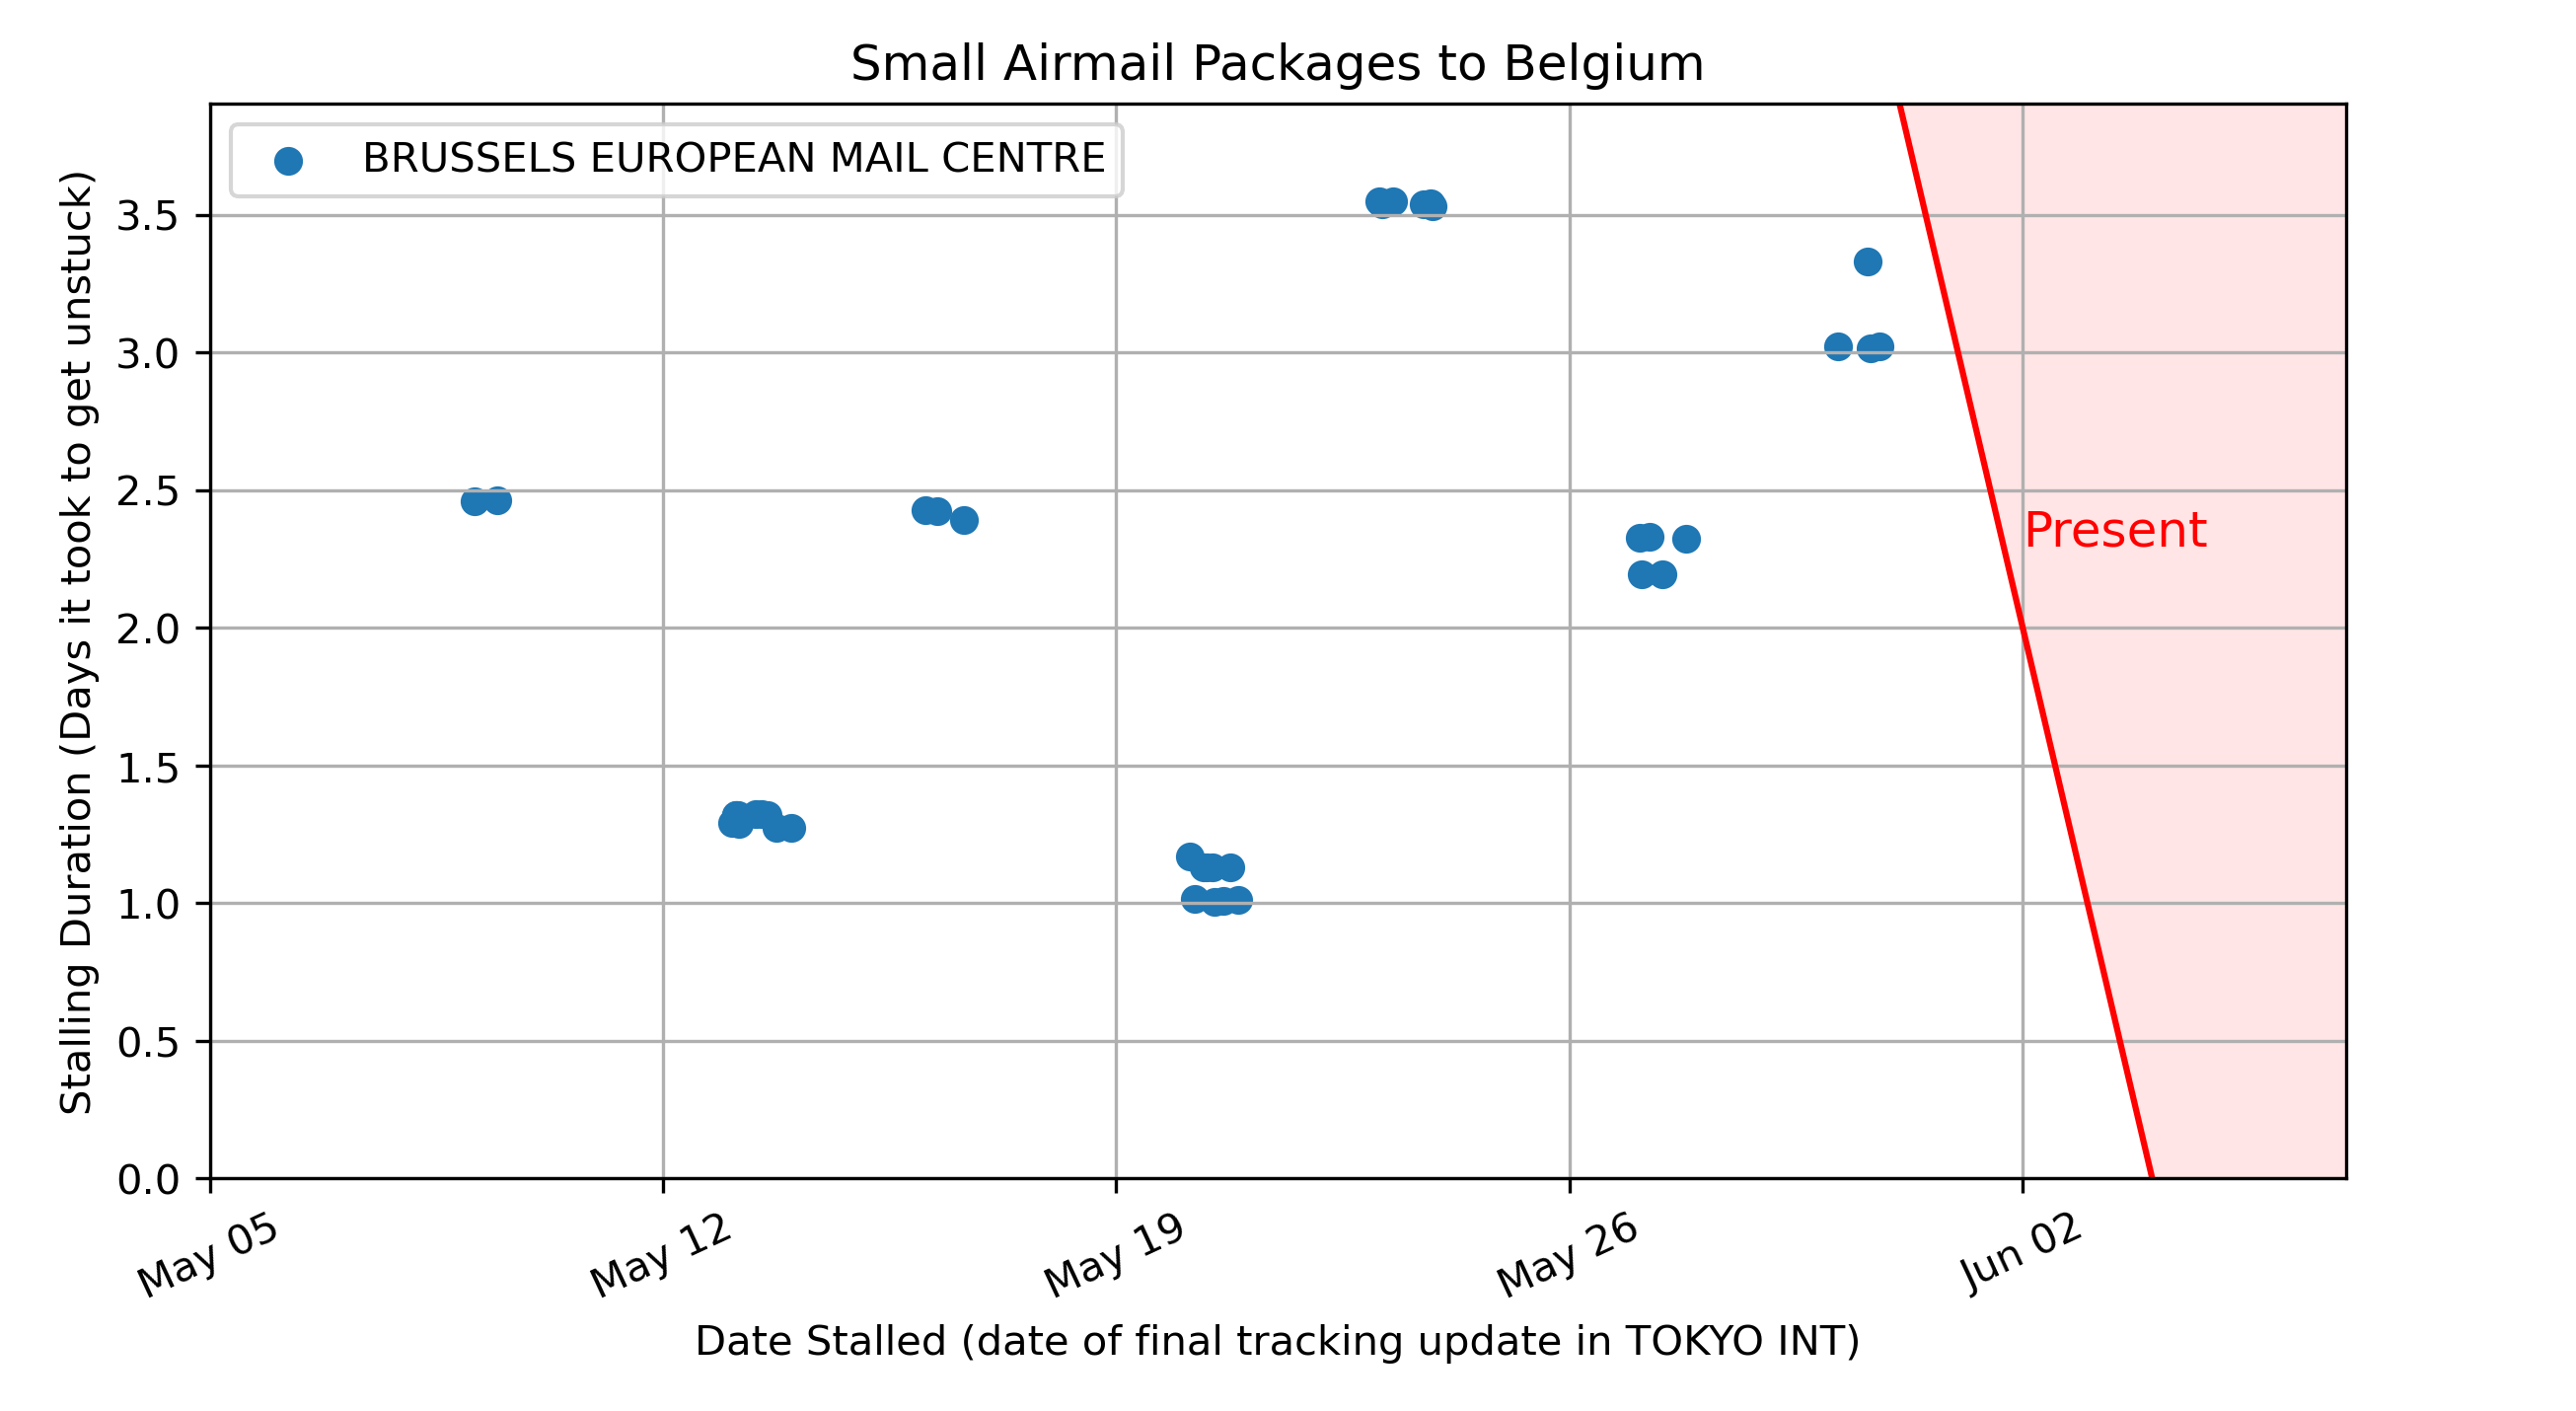 Small Airmail Packages to Belgium
BRUSSELS EUROPEAN MAIL CENTRE
Stalling Duration (Days it took to get unstuck)
3.5
3.0
2.5
2.0
1.5
1.0
0.5
0.0
Present
May 05
May 12
May 19
May 26
Jun 02
Date Stalled (date of final tracking update in TOKYO INT)